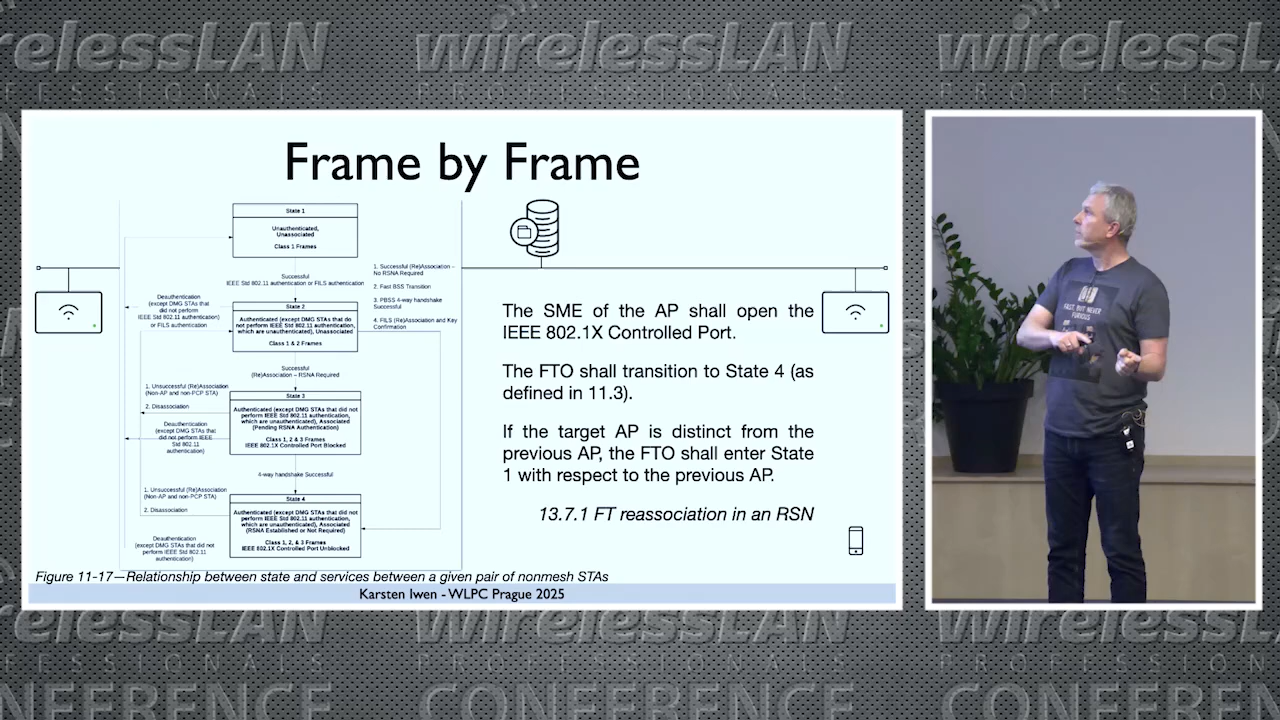 wirelessLAN
PROFESSIONALS
CONFERENCE
Frame by Frame
State 1
Unauthenticated,
Unassociated
Class 1 Frames
Successful
IEEE Std 802.11 authentication or FILS authentication
1. Successful (Re)Association –
No RSNA Required
2. Fast BSS Transition
3. PBSS 4-way handshake
Successful
4. FILS (Re)Association and Key
Confirmation
Deauthentication
(except DMG STAs that
did not perform
IEEE Std 802.11
or FILS authentication
State 2
Authenticated (except DMG STAs that do
not perform IEEE Std 802.11 authentication,
which are unauthenticated), Unassociated
Class 1 & 2 Frames
Successful
(Re)Association – RSNA Required
1. Unsuccessful (Re)Association
(Non-AP and non-PCP STA)
2. Disassociation
State 3
Authenticated (except DMG STAs that did not
perform IEEE Std 802.11 authentication,
which are unauthenticated), Associated
(Pending RSNA Authentication)
Class 1, 2 & 3 Frames
IEEE 802.1X Controlled Port Blocked
Deauthentication
(except DMG STAs that
did not perform IEEE
Std 802.11
authentication)
4-way handshake Successful
1. Unsuccessful (Re)Association
(Non-AP and non-PCP STA)
2. Disassociation
State 4
Authenticated (except DMG STAs that did not
perform IEEE Std 802.11 authentication,
which are unauthenticated), Associated
(RSNA Established or Not Required)
Class 1, 2, & 3 Frames
IEEE 802.1X Controlled Port Unblocked
Deauthentication
(except DMG STAs that did not
perform IEEE 802.11
authentication)
The SME of the AP shall open the
IEEE 802.1X Controlled Port.
The FTO shall transition to State 4 (as
defined in 11.3).
If the target AP is distinct from the
previous AP, the FTO shall enter State
1 with respect to the previous AP.
13.7.1 FT reassociation in an RSN
Figure 11-17—Relationship between state and services between a given pair of nonmesh STAs
Karsten Iwen - WLPC Prague 2025
FAST,
BUT NEVER
FURIOUS
wirelessLAN
PROFESSIONALS
CONFERENCE